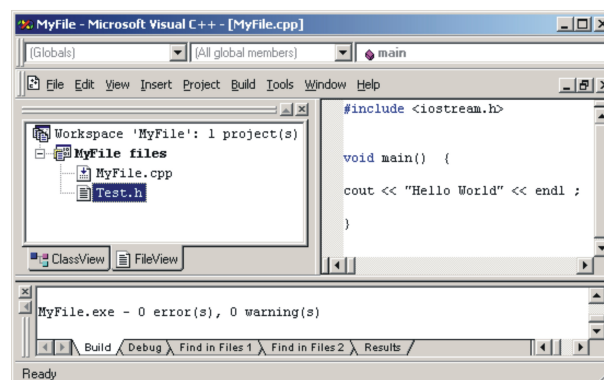 MyFile - Microsoft Visual C++ - [MyFile.cpp]
(Globals) (All global members) main
File Edit View Insert Project Build Tools Window Help
Workspace 'MyFile': 1 project(s)
MyFile files
MyFile.cpp
Test.h
ClassView FileView
#include <iostream.h>
void main() {
cout << "Hello World" << endl ;
}
MyFile.exe - 0 error(s), 0 warning(s)
Build Debug Find in Files 1 Find in Files 2 Results
Ready